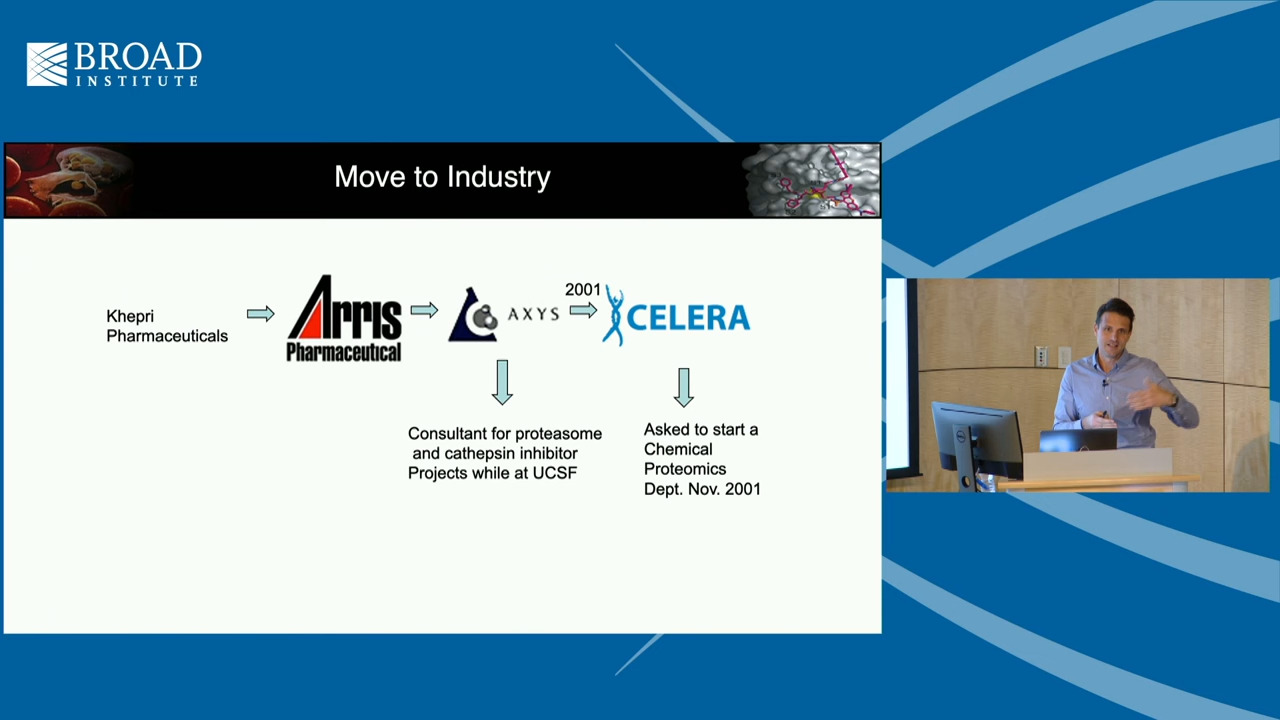 BROAD
INSTITUTE
Move to Industry
Khepri
Pharmaceuticals
Arris
Pharmaceutical
AXYS
2001
CELERA
Consultant for proteasome
and cathepsin inhibitor
Projects while at UCSF
Asked to start a
Chemical
Proteomics
Dept. Nov. 2001